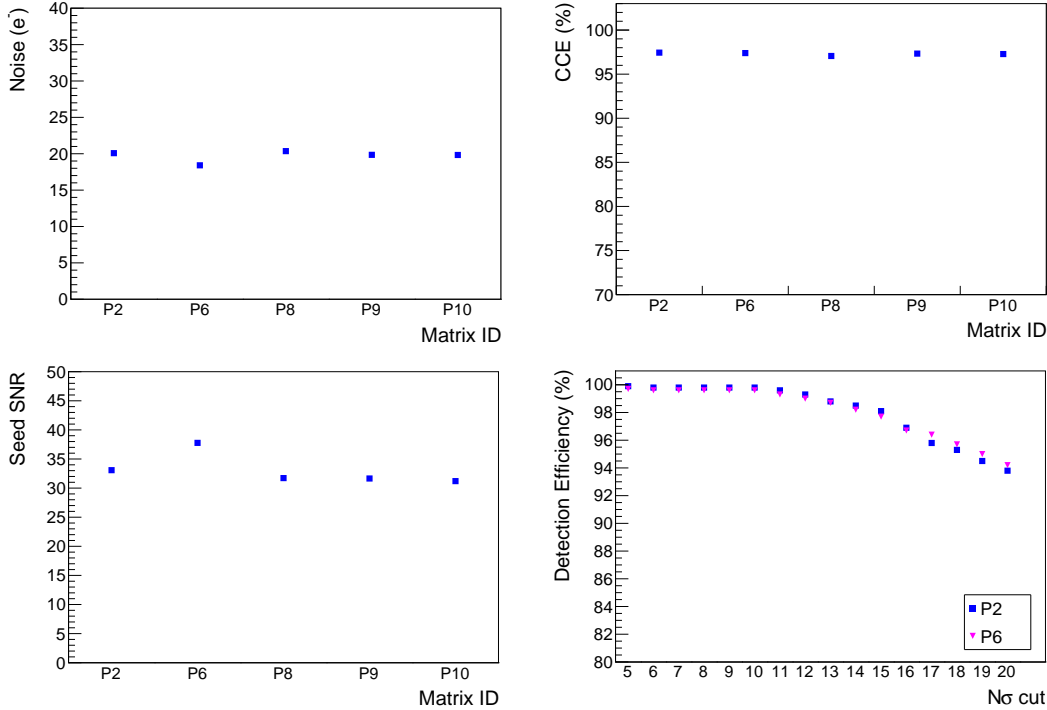 Noise (e-)
40
35
30
25
20
15
10
5
0
P2 P6 P8 P9 P10
Matrix ID
CCE (%)
100
95
90
85
80
75
70
P2 P6 P8 P9 P10
Matrix ID
Seed SNR
50
45
40
35
30
25
20
15
10
5
0
P2 P6 P8 P9 P10
Matrix ID
Detection Efficiency (%)
100
98
96
94
92
90
88
86
84
82
80
P2
P6
5 6 7 8 9 10 11 12 13 14 15 16 17 18 19 20
Nσ cut